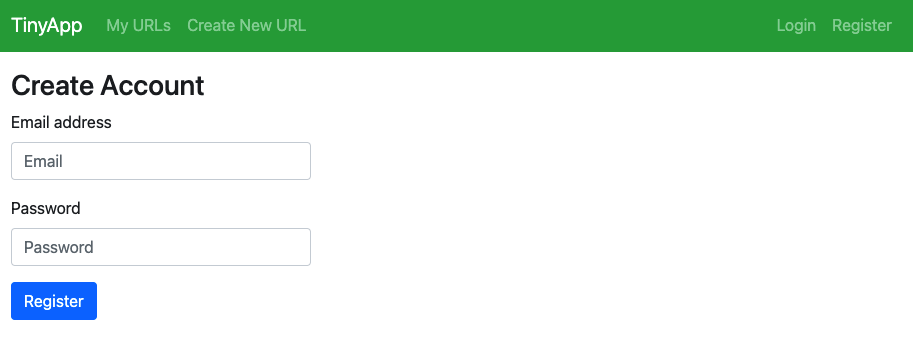 TinyApp My URLs Create New URL Login Register
Create Account
Email address
Email
Password
Password
Register